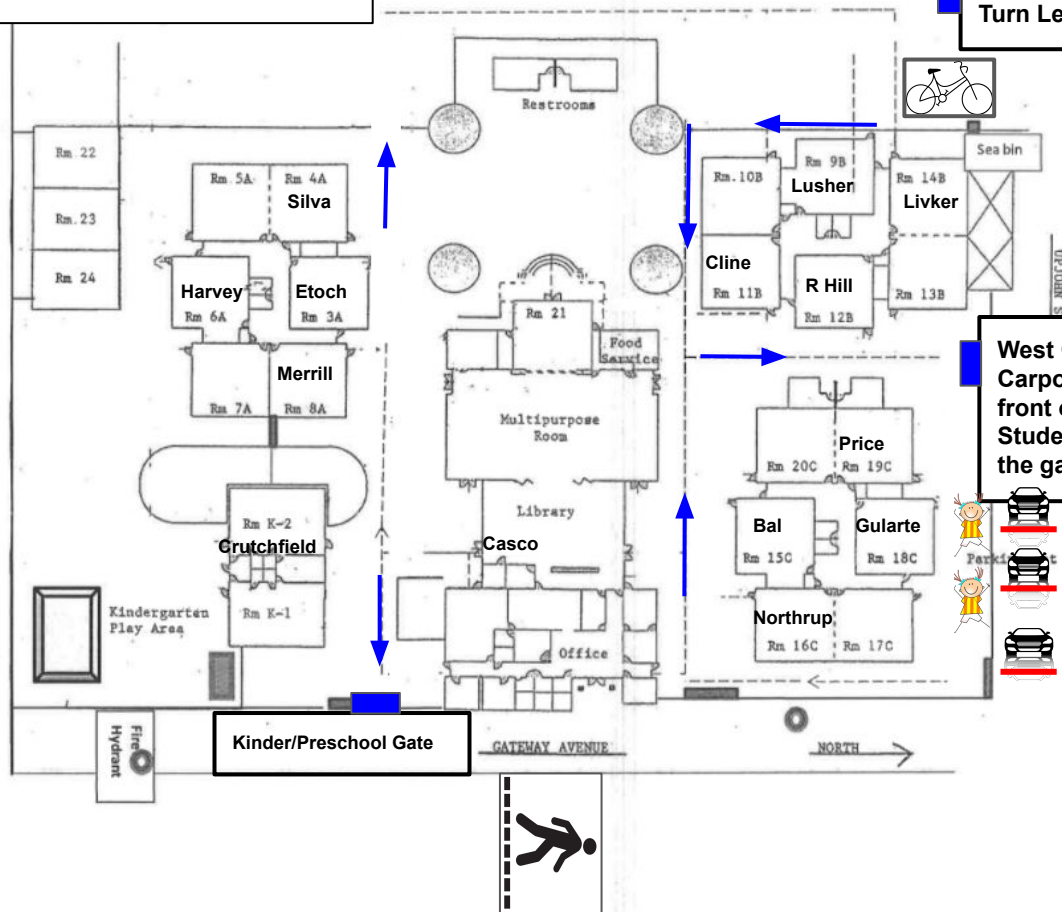 Turn Le
Restrooms
Rm. 22
Rm. 23
Rm 24
Rm. 5A
Rm 4A
Silva
Harvey
Rm 6A
Etoch
Rm 3A
Merrill
Rm 7A
Rm 8A
Rm K-2
Crutchfield
Rm K-1
Kindergarten
Play Area
Fire
Hydrant
Kinder/Preschool Gate
Rm 21
Food
Service
Multipurpose
Room
Library
Casco
Office
GATEWAY AVENUE
NORTH
Rm.10B
Rm 9B
Lusher
Rm 14B
Livker
Sea bin
Cline
Rm 11B
R Hill
Rm 12B
Rm 13B
West
Carpo
front
Stude
the ga
Price
Rm 20C
Rm 19C
Bal
Rm 15C
Gularte
Rm 18C
Northrup
Rm 16C
Rm 17C